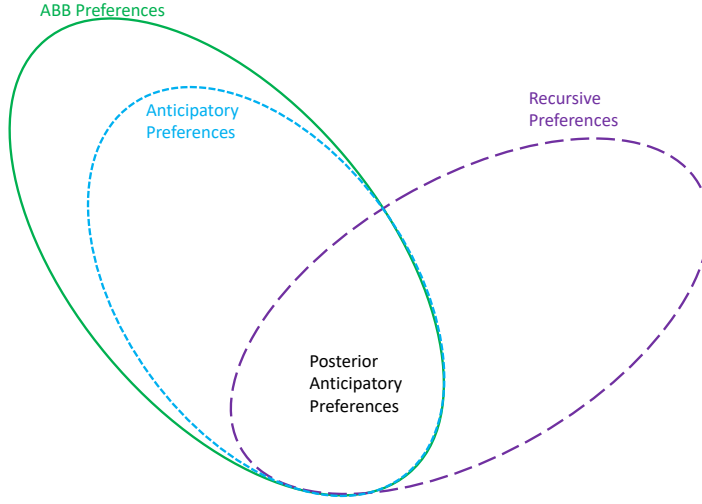 ABB Preferences
Anticipatory
Preferences
Recursive
Preferences
Posterior
Anticipatory
Preferences